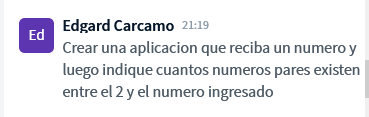 Ed
Edgard Carcamo 21:19
Crear una aplicacion que reciba un numero y
luego indique cuantos numeros pares existen
entre el 2 y el numero ingresado